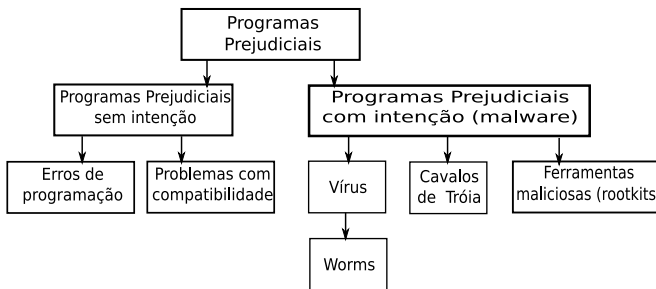 Programas
Prejudiciais
Programas Prejudiciais
sem intenção
Programas Prejudiciais
com intenção (malware)
Erros de
programação
Problemas com
compatibilidade
Vírus
Cavalos
de Tróia
Ferramentas
maliciosas (rootkits
Worms